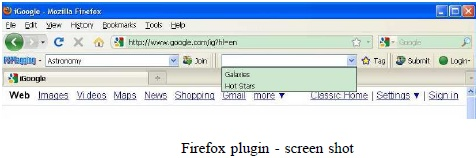 iGoogle - Mozilla Firefox
File Edit View History Bookmarks Tools Help
http://www.google.com/ig?hl=en Google
Astronomy Join Tag Submit Login
Galaxies
Hot Stars
iGoogle
Web Images Videos Maps News Shopping Gmail more ▼ Classic Home | Settings ▼ | Sign in
Firefox plugin - screen shot